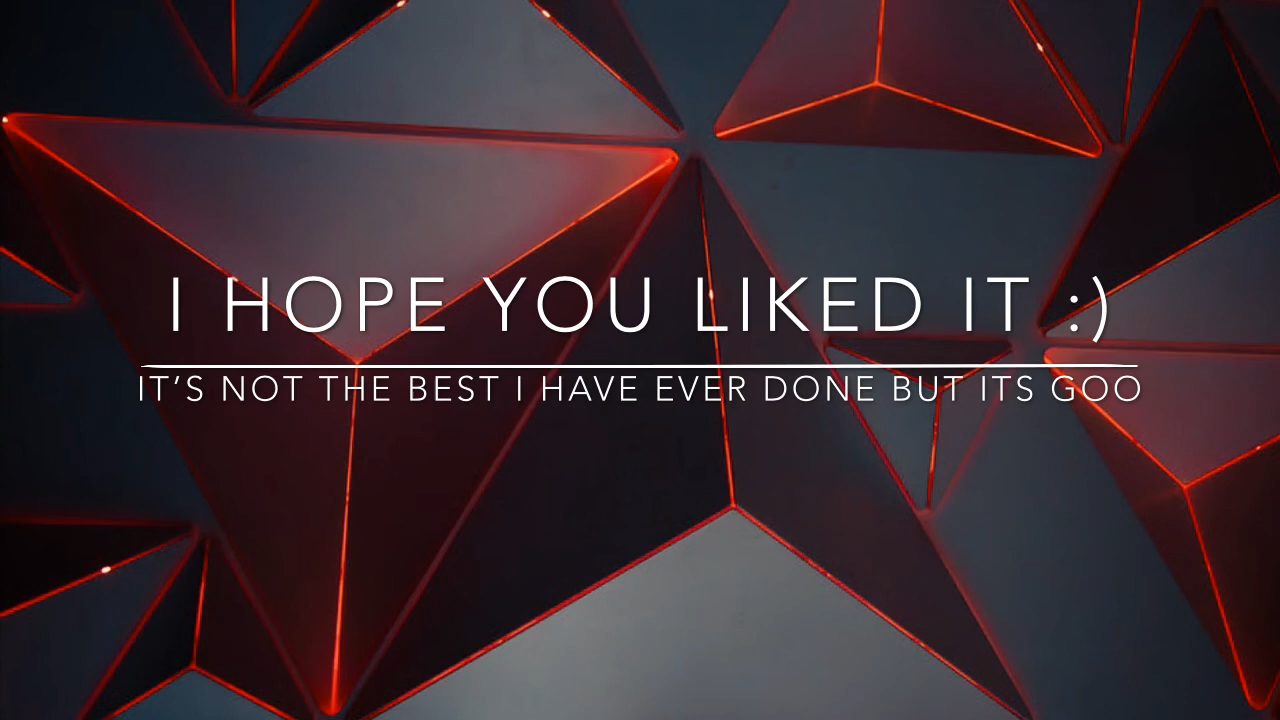 I HOPE YOU LIKED IT :)
IT’S NOT THE BEST I HAVE EVER DONE BUT ITS GOO